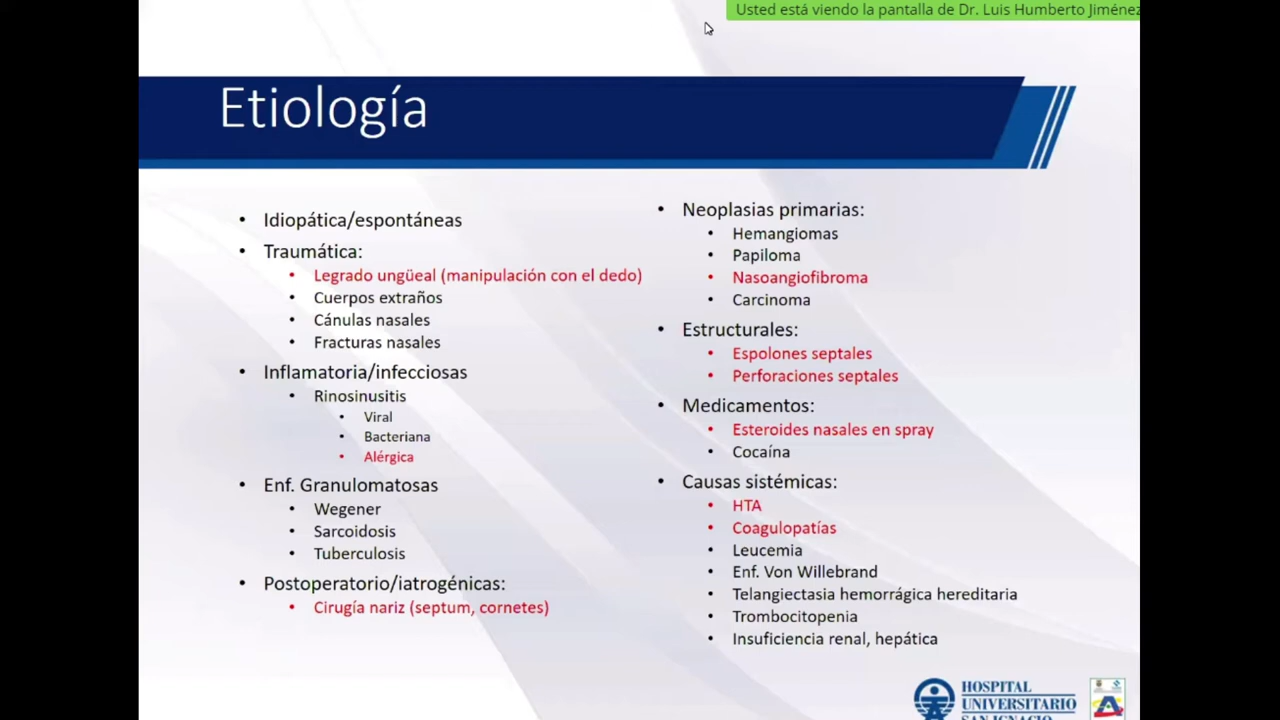 Usted está viendo la pantalla de Dr. Luis Humberto Jiménez
Etiología
• Idiopática/espontáneas
• Traumática:
• Legrado ungüeal (manipulación con el dedo)
• Cuerpos extraños
• Cánulas nasales
• Fracturas nasales
• Inflamatoria/infecciosas
• Rinosinusitis
• Viral
• Bacteriana
• Alérgica
• Enf. Granulomatosas
• Wegener
• Sarcoidosis
• Tuberculosis
• Postoperatorio/iatrogénicas:
• Cirugía nariz (septum, cornetes)
• Neoplasias primarias:
• Hemangiomas
• Papiloma
• Nasoangiofibroma
• Carcinoma
• Estructurales:
• Espolones septales
• Perforaciones septales
• Medicamentos:
• Esteroides nasales en spray
• Cocaína
• Causas sistémicas:
• HTA
• Coagulopatías
• Leucemia
• Enf. Von Willebrand
• Telangiectasia hemorrágica hereditaria
• Trombocitopenia
• Insuficiencia renal, hepática
HOSPITAL
UNIVERSITARIO
SAN IGNACIO